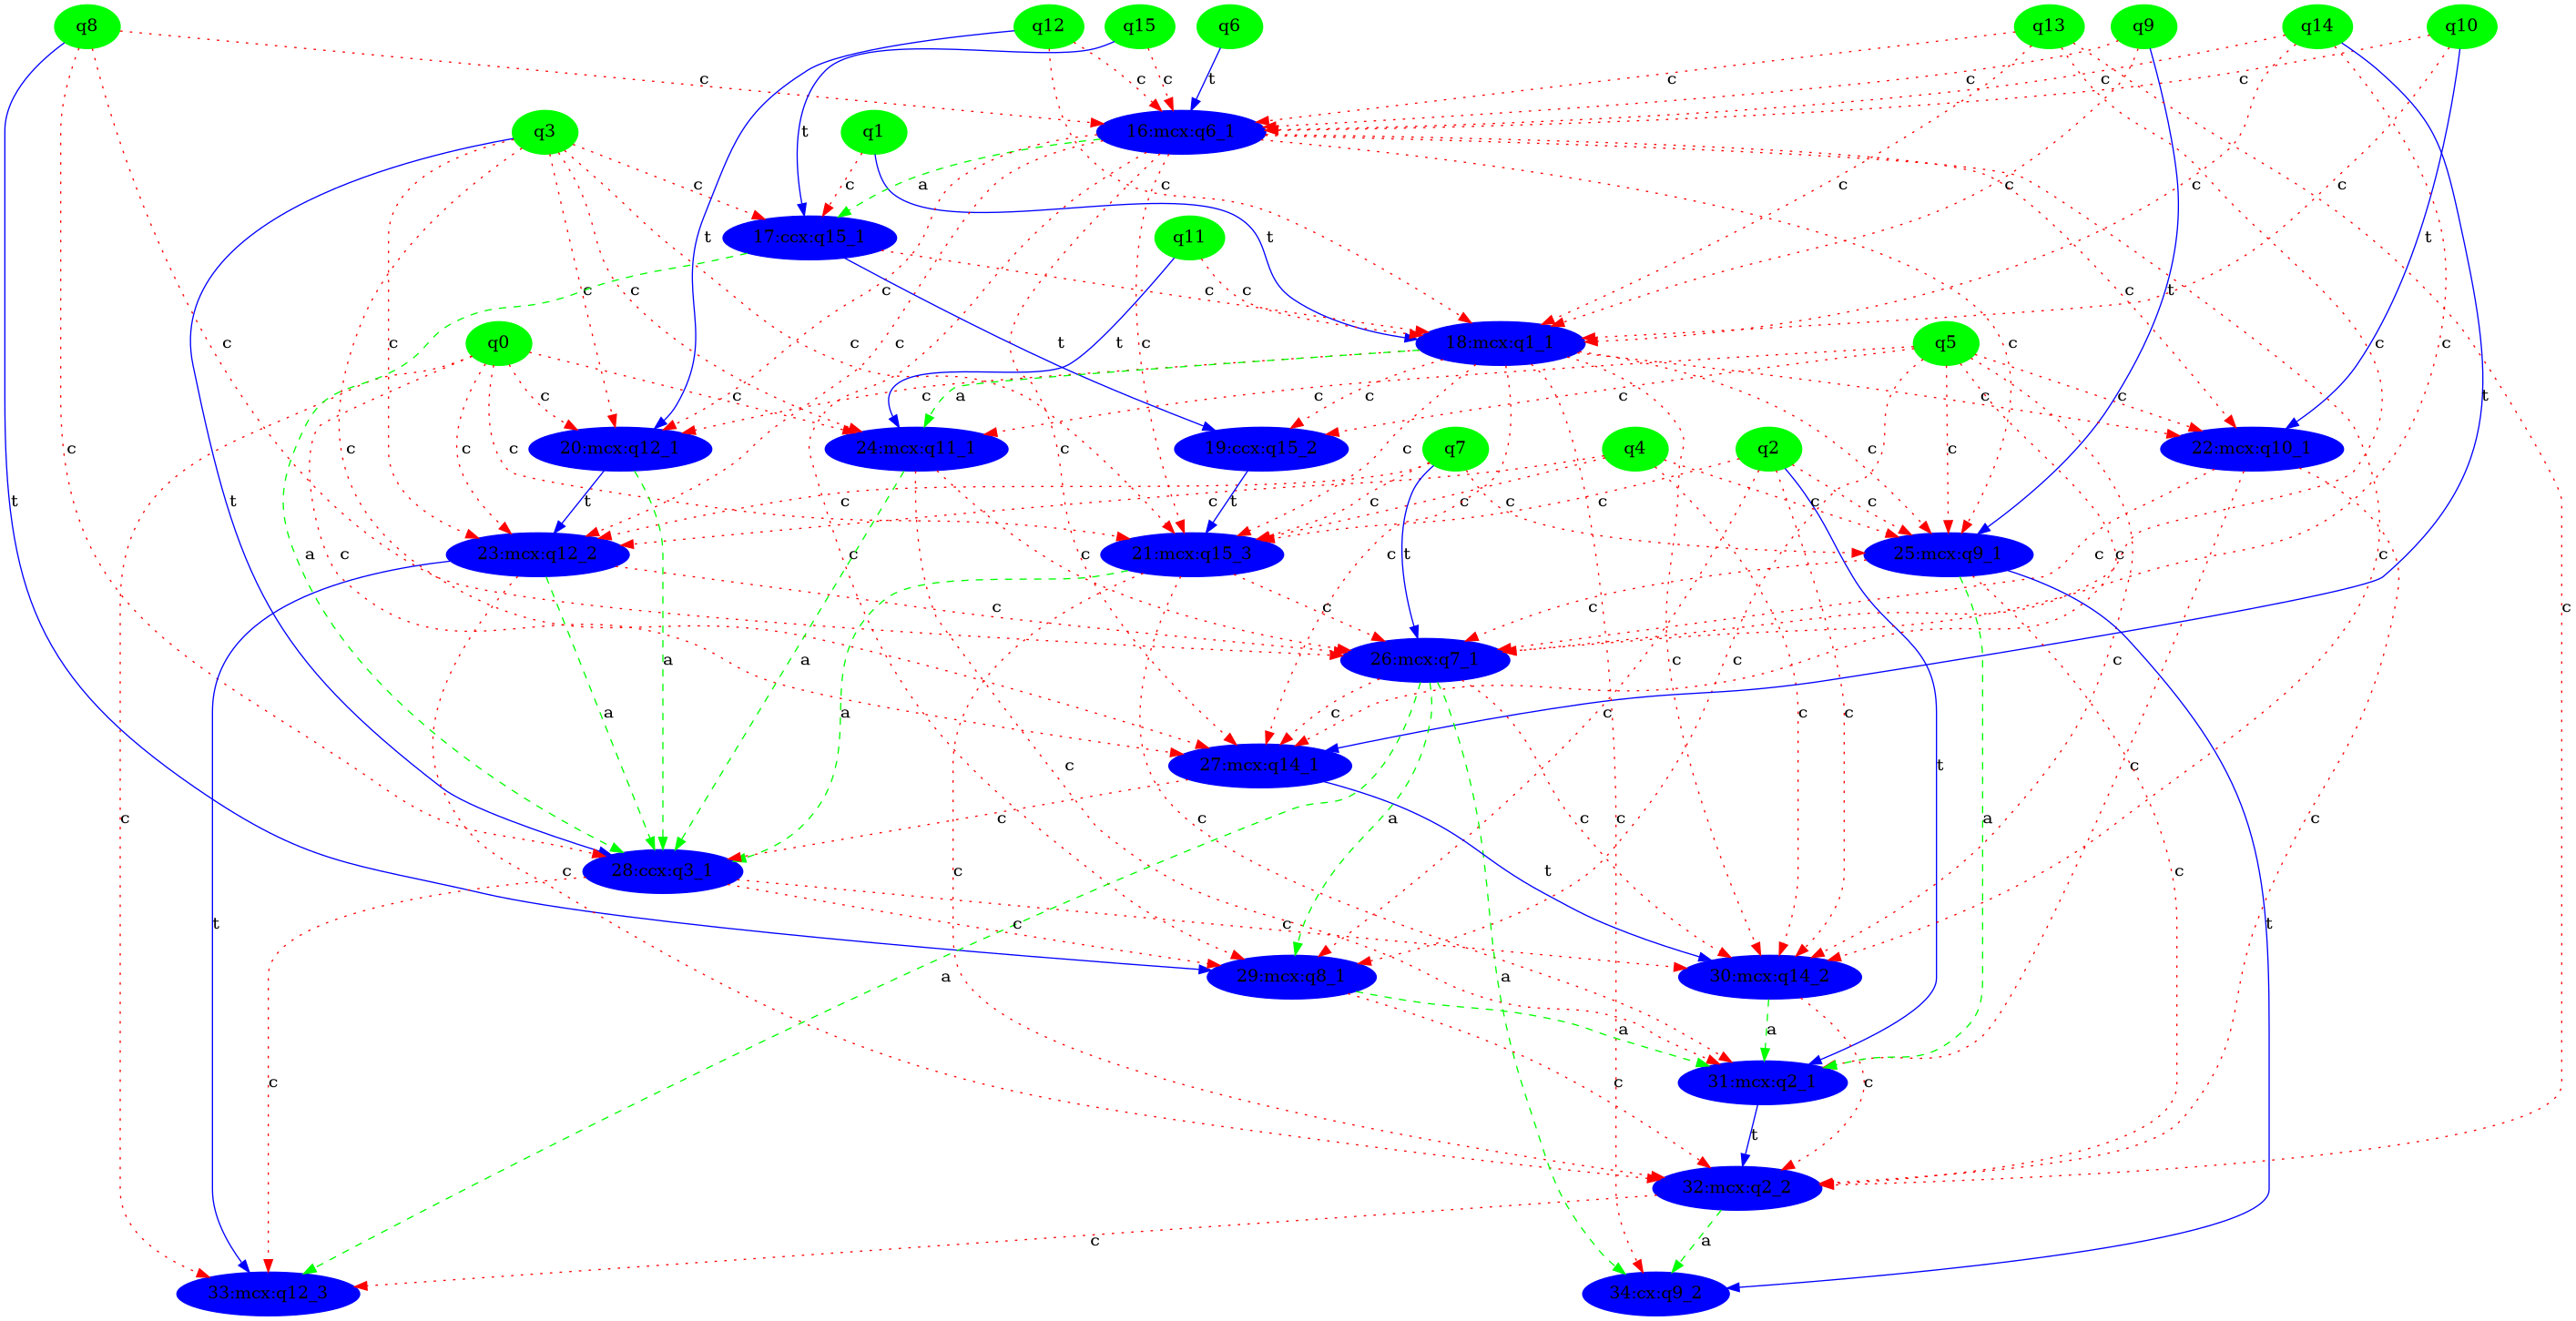 q8 q12 q15 q6 q13 q9 q14 q10
c c c t c c c c
q3 q1 16:mcx:q6_1
t c c a c c c c c
17:ccx:q15_1 q11
t t
c c c c c c t c t
q0 18:mcx:q1_1 q5
c c t t c c
c c c a c c c c c t
20:mcx:q12_1 24:mcx:q11_1 19:ccx:q15_2 q7 q4 q2 22:mcx:q10_1
c c c t c t c c c c c c c
t t
23:mcx:q12_2 21:mcx:q15_3 25:mcx:q9_1
a c c t c c c
c
c c c c
26:mcx:q7_1
a a a c c c
a c c c c
27:mcx:q14_1 t
c c c a c a
c c c c
28:ccx:q3_1 t
t c c c c t
29:mcx:q8_1 30:mcx:q14_2
a a
a a
c c c c
31:mcx:q2_1
t
32:mcx:q2_2
c a
33:mcx:q12_3 34:cx:q9_2